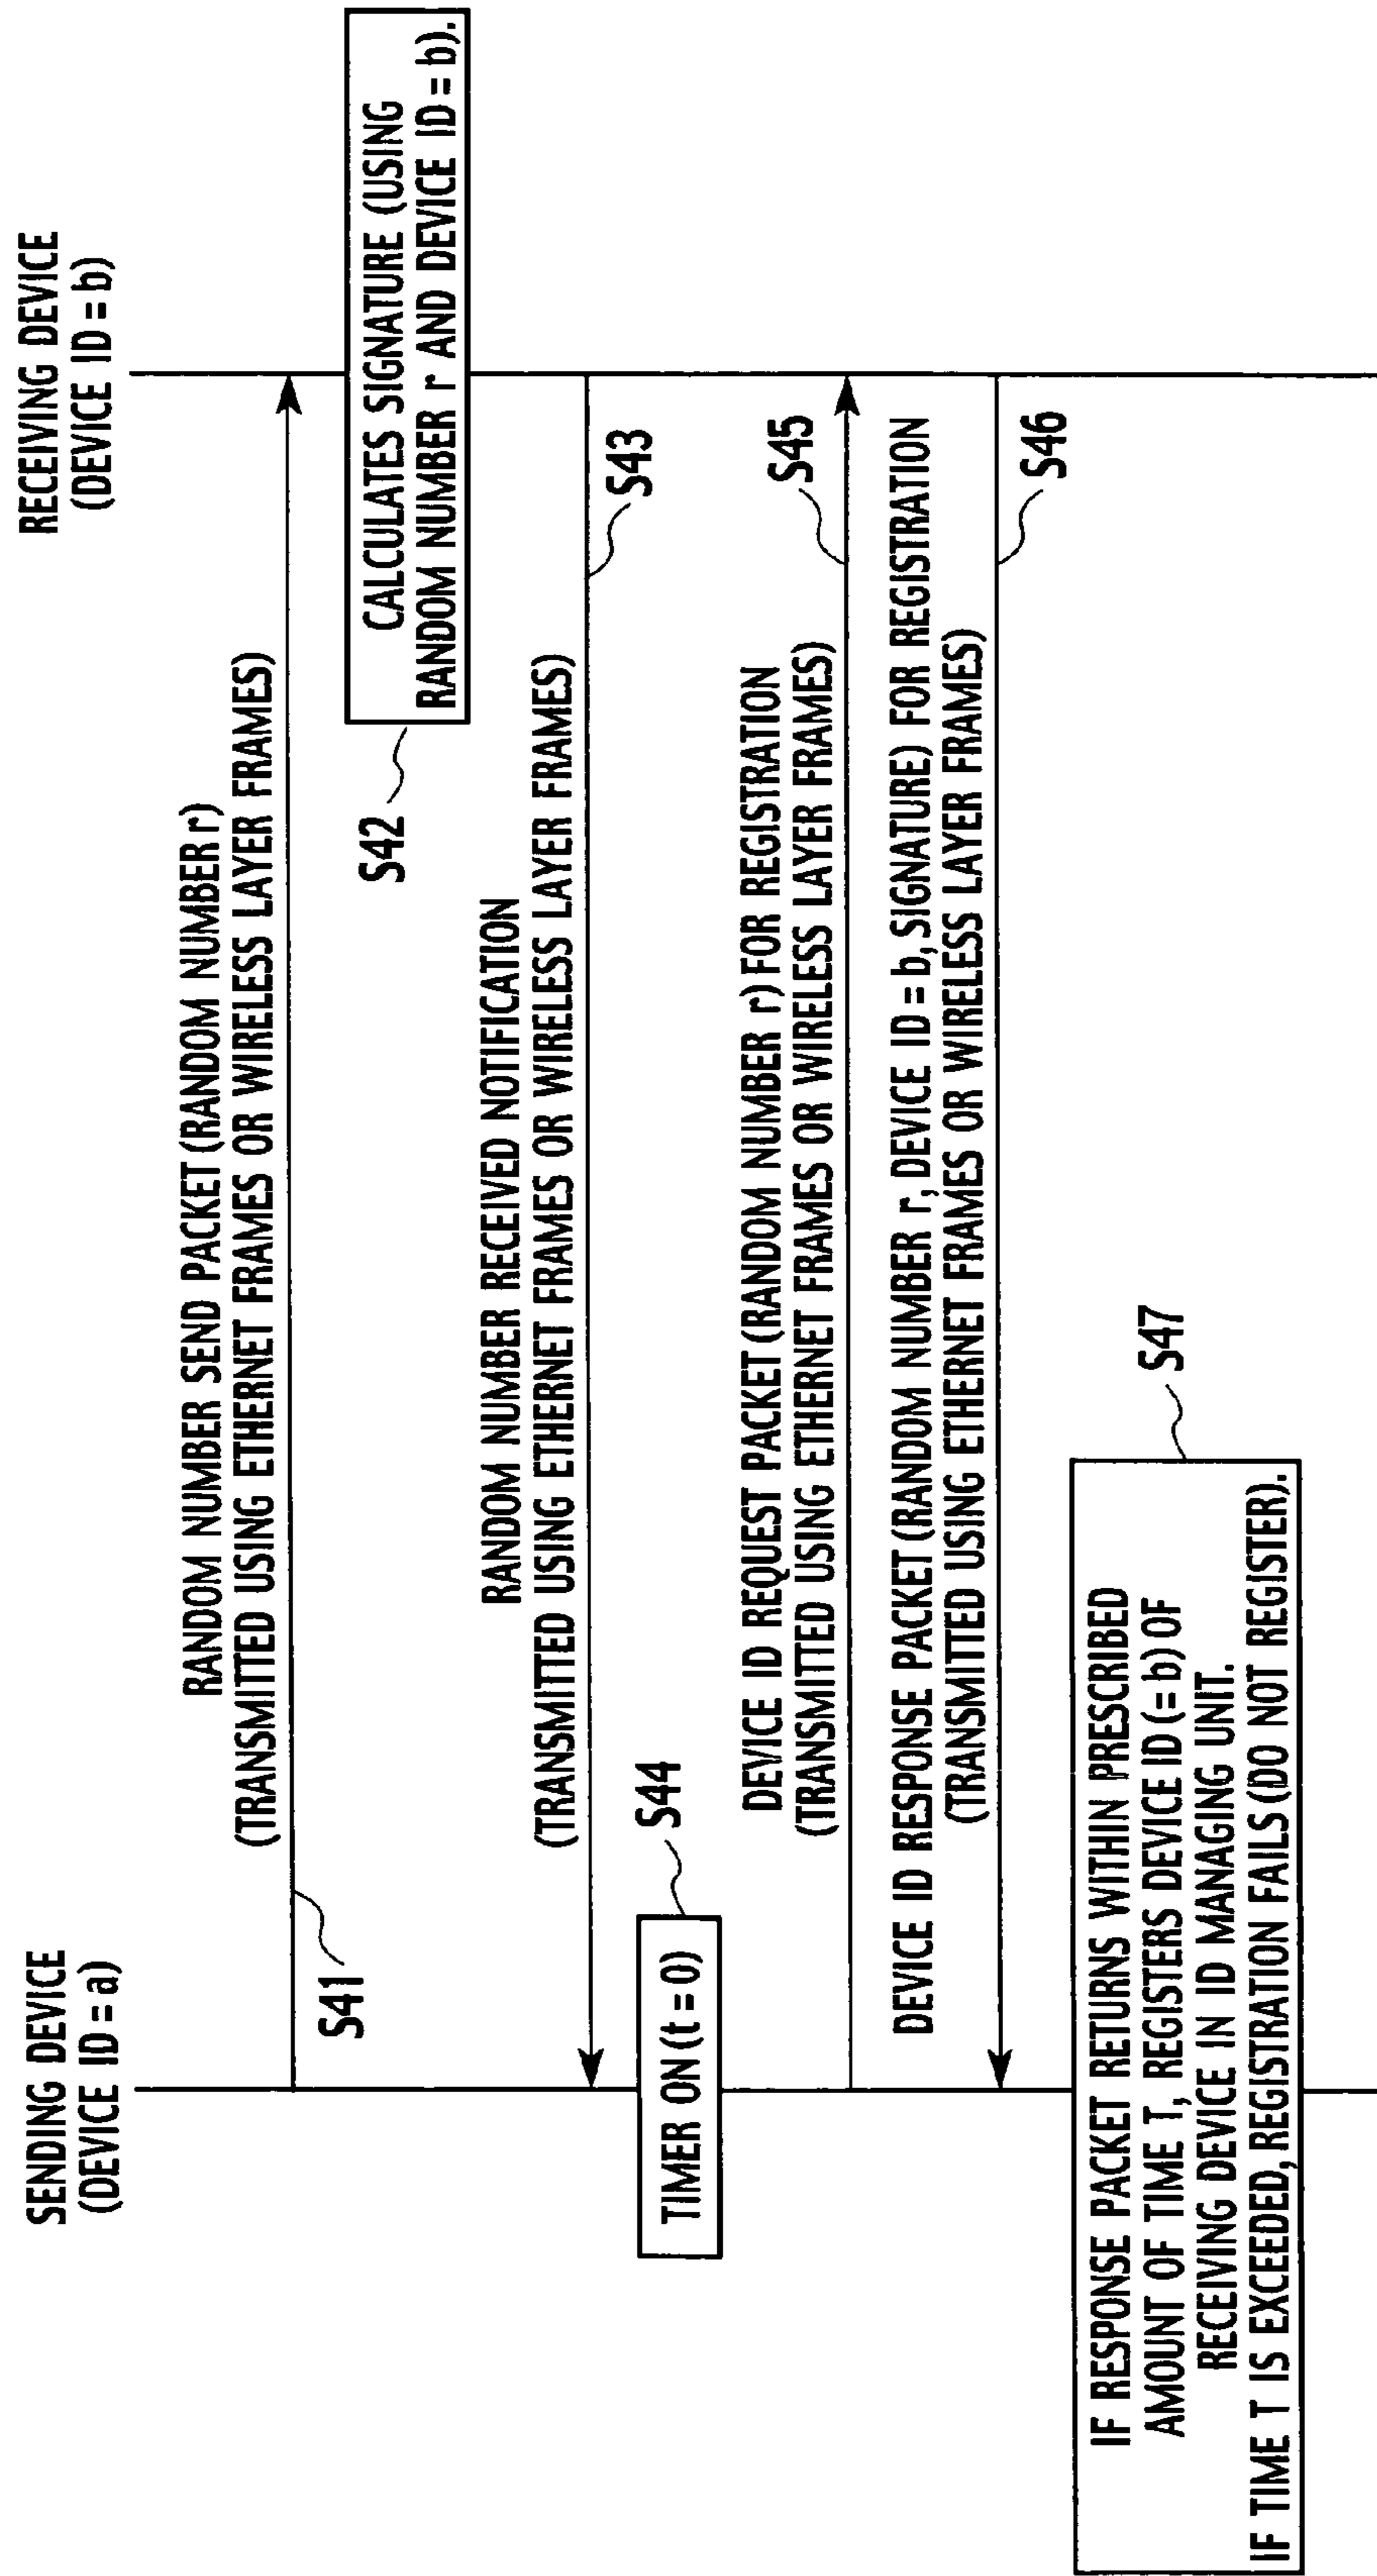 SENDING DEVICE
(DEVICE ID = a)
RECEIVING DEVICE
(DEVICE ID = b)
RANDOM NUMBER SEND PACKET (RANDOM NUMBER r)
(TRANSMITTED USING ETHERNET FRAMES OR WIRELESS LAYER FRAMES)
S41
CALCULATES SIGNATURE (USING
RANDOM NUMBER r AND DEVICE ID = b).
S42
RANDOM NUMBER RECEIVED NOTIFICATION
(TRANSMITTED USING ETHERNET FRAMES OR WIRELESS LAYER FRAMES)
S43
TIMER ON (t = 0)
S44
DEVICE ID REQUEST PACKET (RANDOM NUMBER r) FOR REGISTRATION
(TRANSMITTED USING ETHERNET FRAMES OR WIRELESS LAYER FRAMES)
S45
DEVICE ID RESPONSE PACKET (RANDOM NUMBER r, DEVICE ID = b, SIGNATURE) FOR REGISTRATION
(TRANSMITTED USING ETHERNET FRAMES OR WIRELESS LAYER FRAMES)
S46
IF RESPONSE PACKET RETURNS WITHIN PRESCRIBED
AMOUNT OF TIME T, REGISTERS DEVICE ID (= b) OF
RECEIVING DEVICE IN ID MANAGING UNIT.
IF TIME T IS EXCEEDED, REGISTRATION FAILS (DO NOT REGISTER).
S47